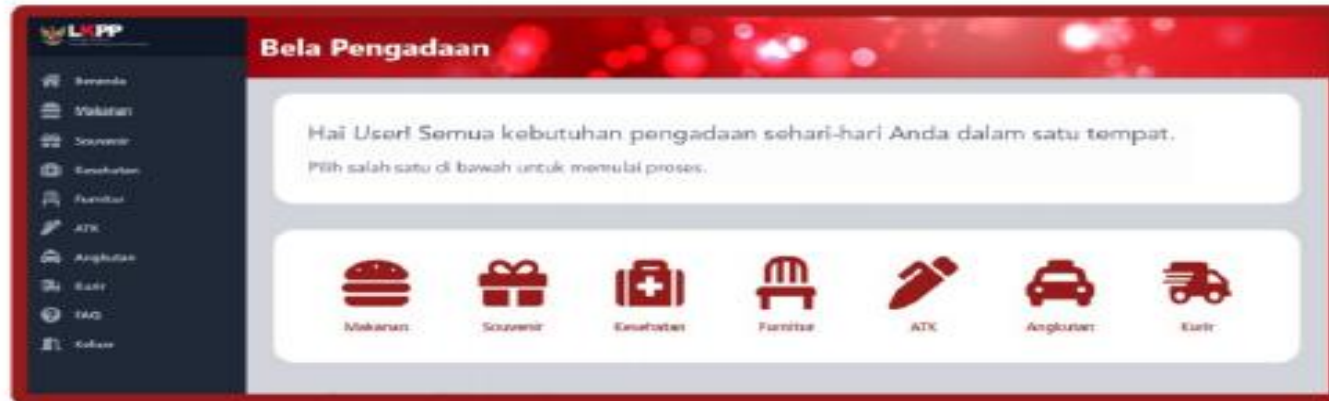 LKPP
Bela Pengadaan
Beranda
Makanan
Souvenir
Kesehatan
Furnitur
ATK
Angkutan
Kurir
FAQ
Keluar
Hai User! Semua kebutuhan pengadaan sehari-hari Anda dalam satu tempat.
Pilih salah satu di bawah untuk memulai proses.
Makanan
Souvenir
Kesehatan
Furnitur
ATK
Angkutan
Kurir